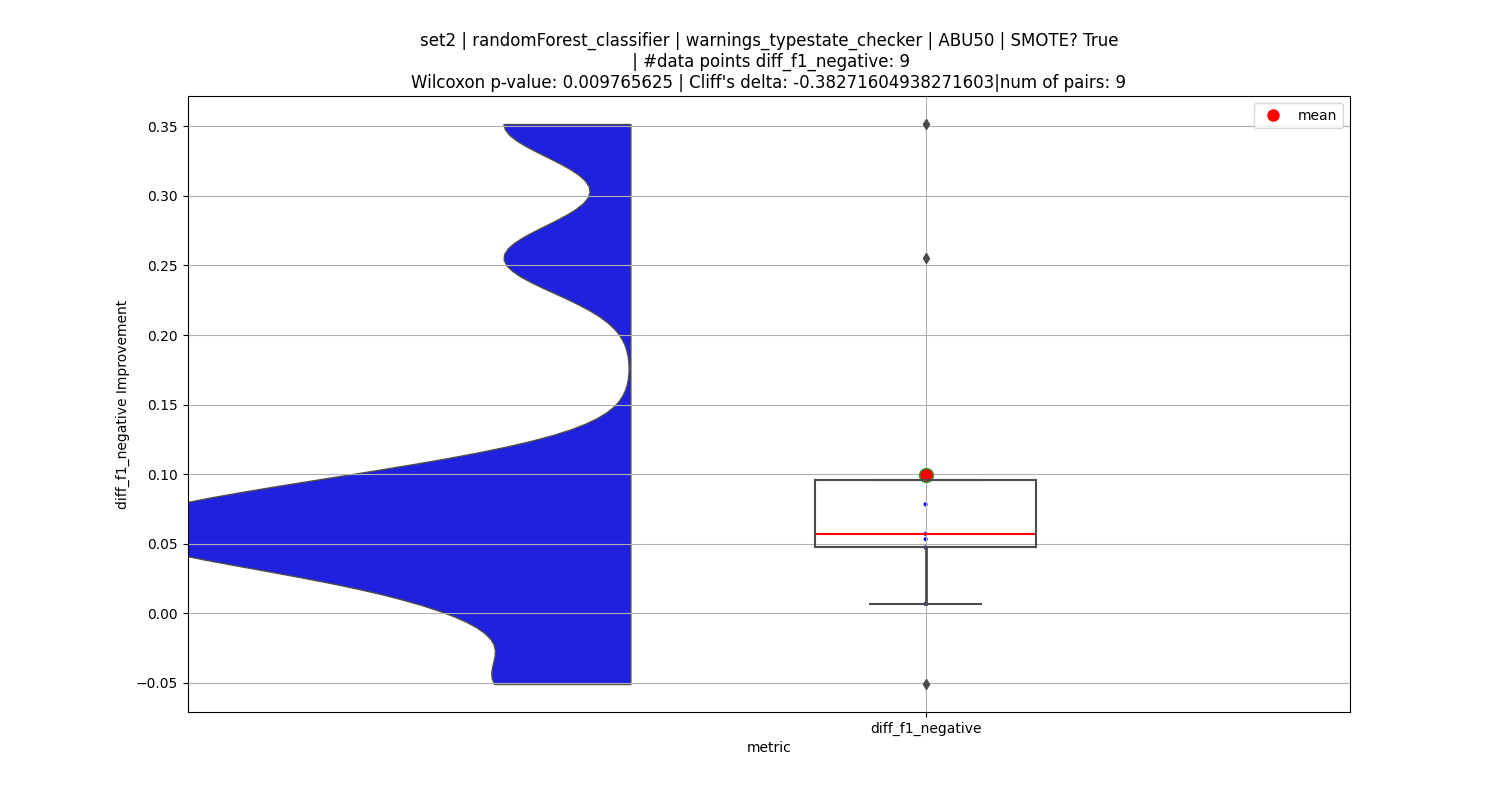 set2 | randomForest_classifier | warnings_typestate_checker | ABU50 | SMOTE? True
| #data points diff_f1_negative: 9
Wilcoxon p-value: 0.009765625 | Cliff's delta: -0.38271604938271603|num of pairs: 9
mean
0.35
0.30
0.25
0.20
0.15
0.10
0.05
0.00
−0.05
diff_f1_negative Improvement
diff_f1_negative
metric